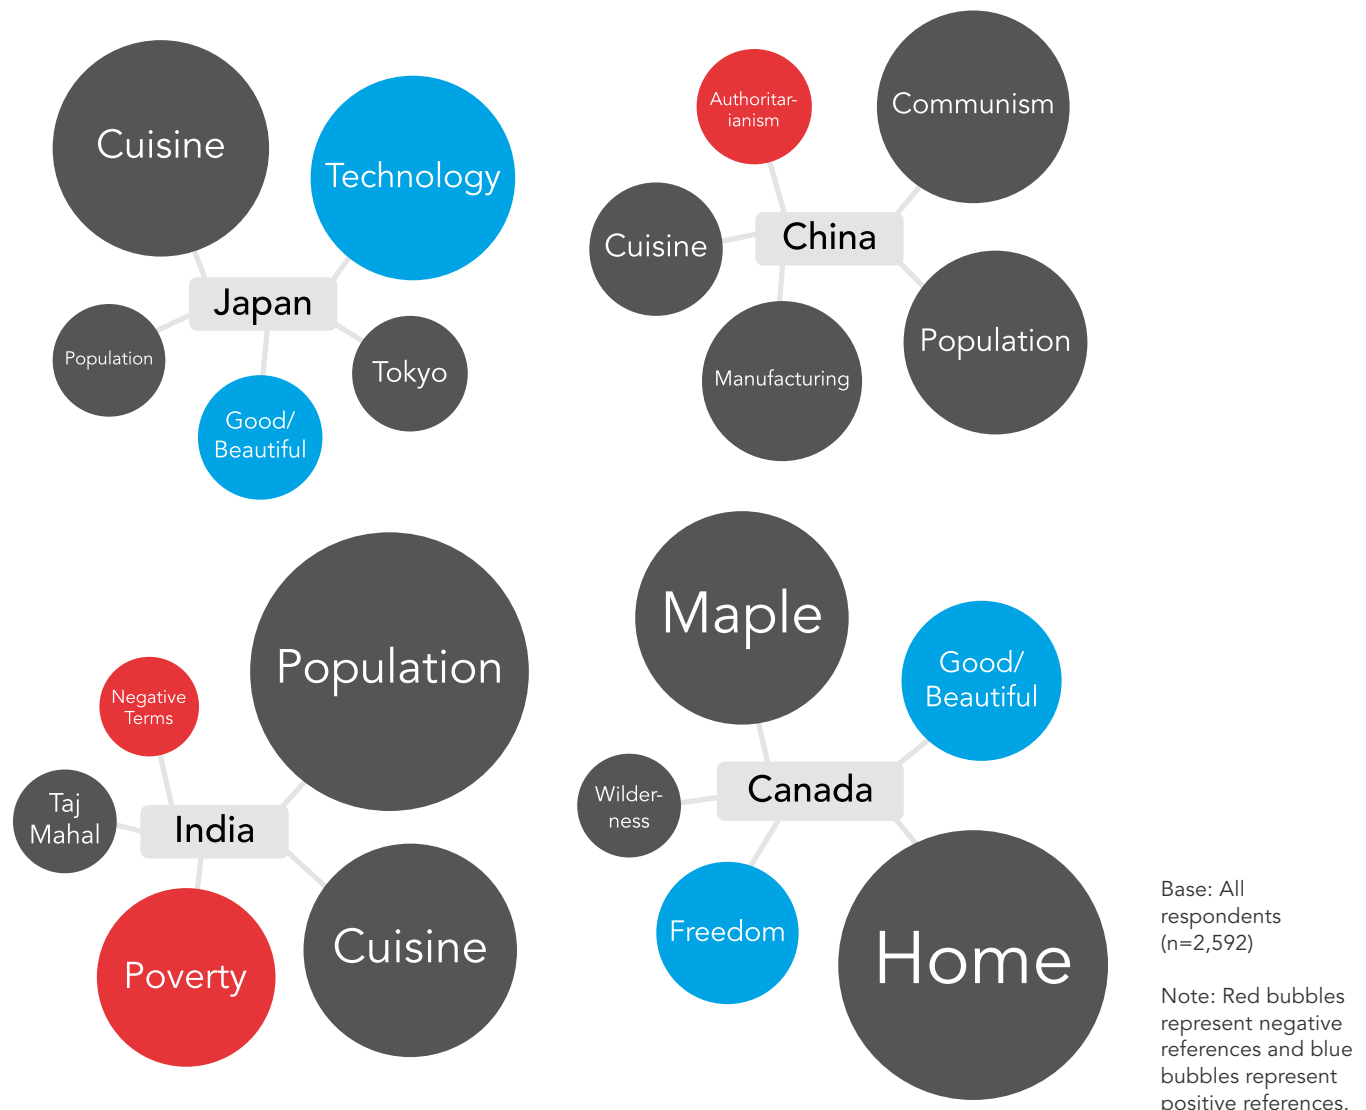 Cuisine
Technology
Japan
Population
Good/
Beautiful
Tokyo
Authoritar-
ianism
Communism
Cuisine
China
Manufacturing
Population
Negative
Terms
Population
Taj
Mahal
India
Poverty
Cuisine
Maple
Good/
Beautiful
Wilder-
ness
Canada
Freedom
Home
Base: All
respondents
(n=2,592)
Note: Red bubbles
represent negative
references and blue
bubbles represent
positive references.